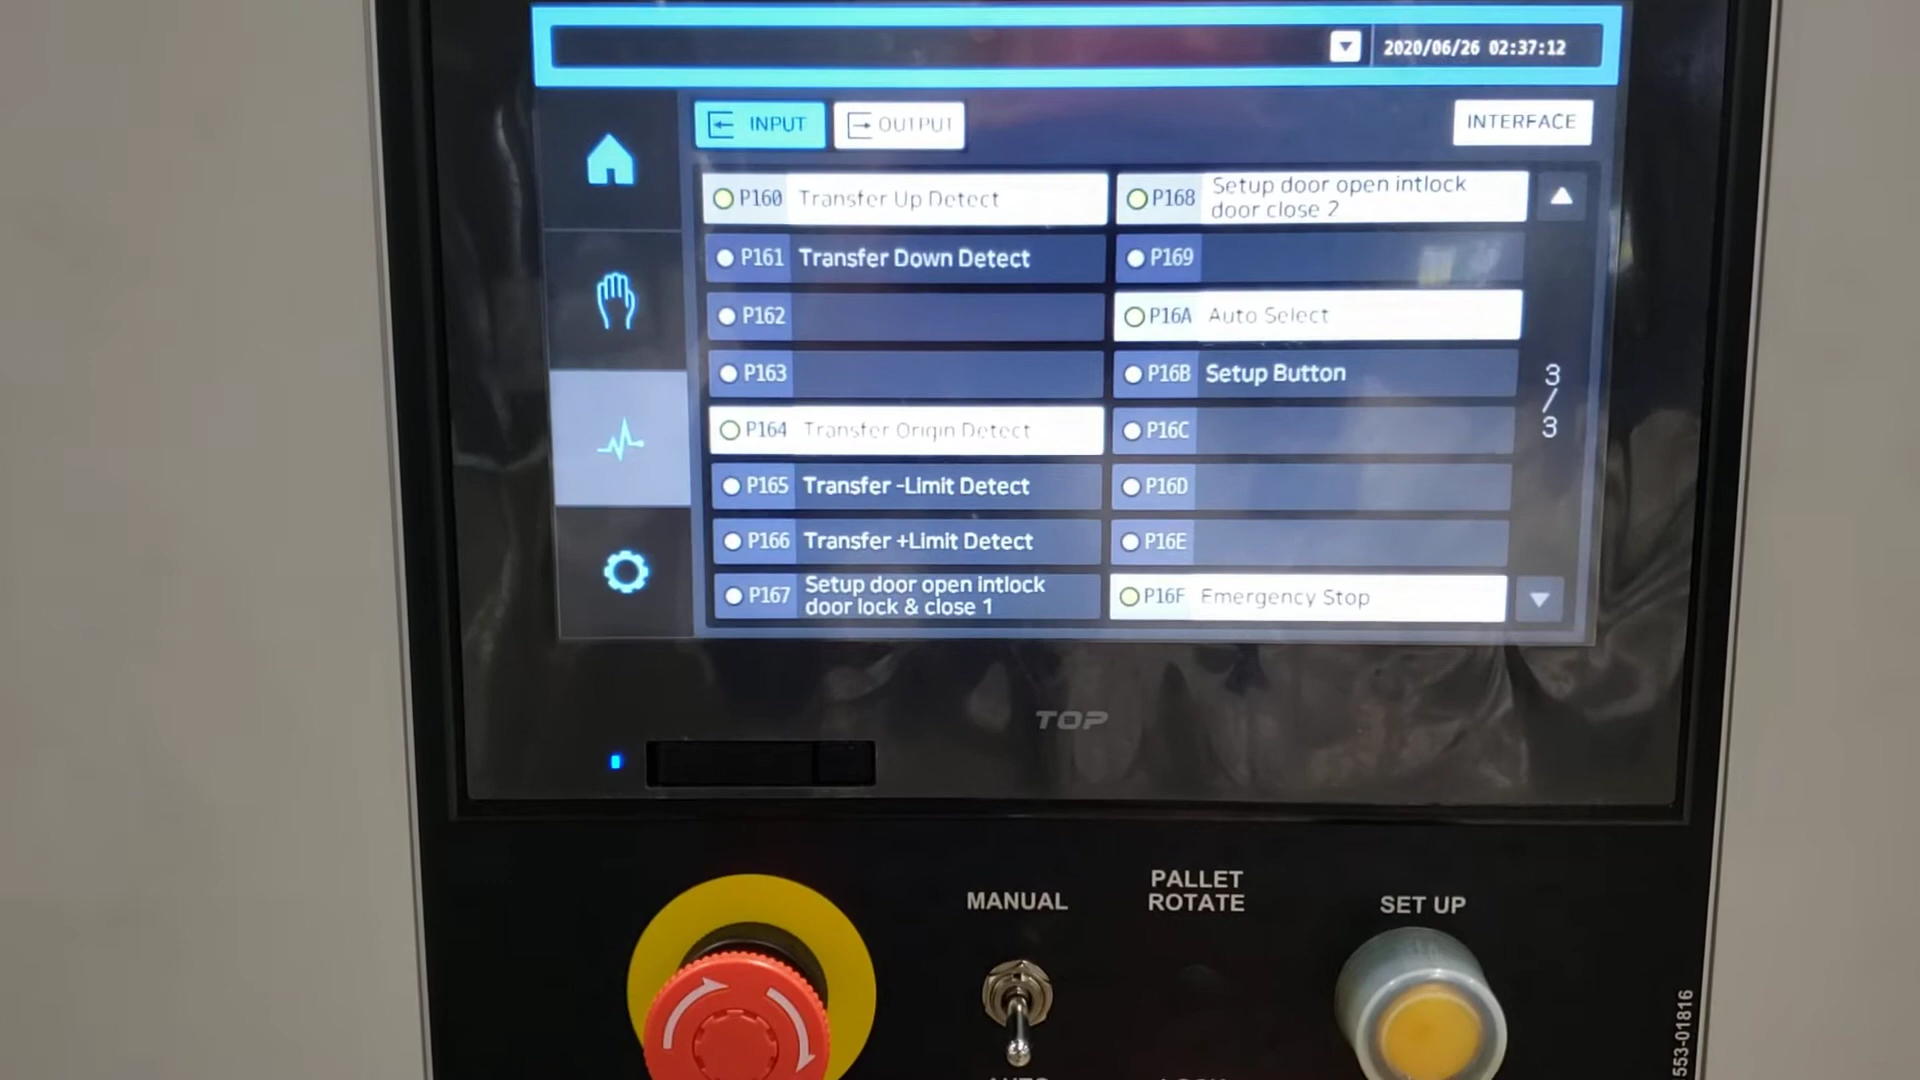 2020/06/26 02:37:12
INPUT
OUTPUT
INTERFACE
P160 Transfer Up Detect
P161 Transfer Down Detect
P162
P163
P164 Transfer Origin Detect
P165 Transfer -Limit Detect
P166 Transfer +Limit Detect
P167 Setup door open intlock
door lock & close 1
P168 Setup door open intlock
door close 2
P169
P16A Auto Select
P16B Setup Button
P16C
P16D
P16E
P16F Emergency Stop
3
/
3
TOP
MANUAL
PALLET
ROTATE
SET UP
553-01816